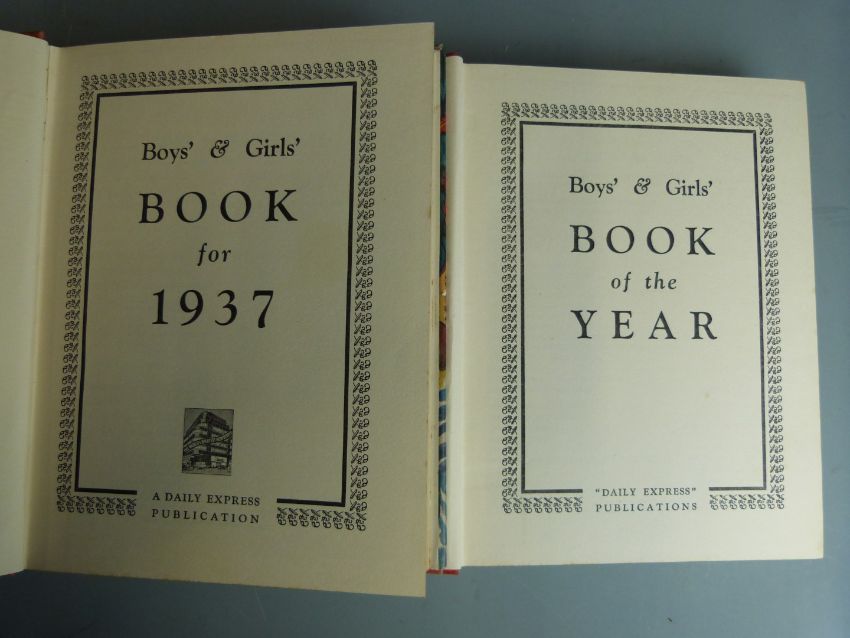 Boys' & Girls'
BOOK
for
1937
A DAILY EXPRESS
PUBLICATION
Boys' & Girls'
BOOK
of the
YEAR
"DAILY EXPRESS"
PUBLICATIONS